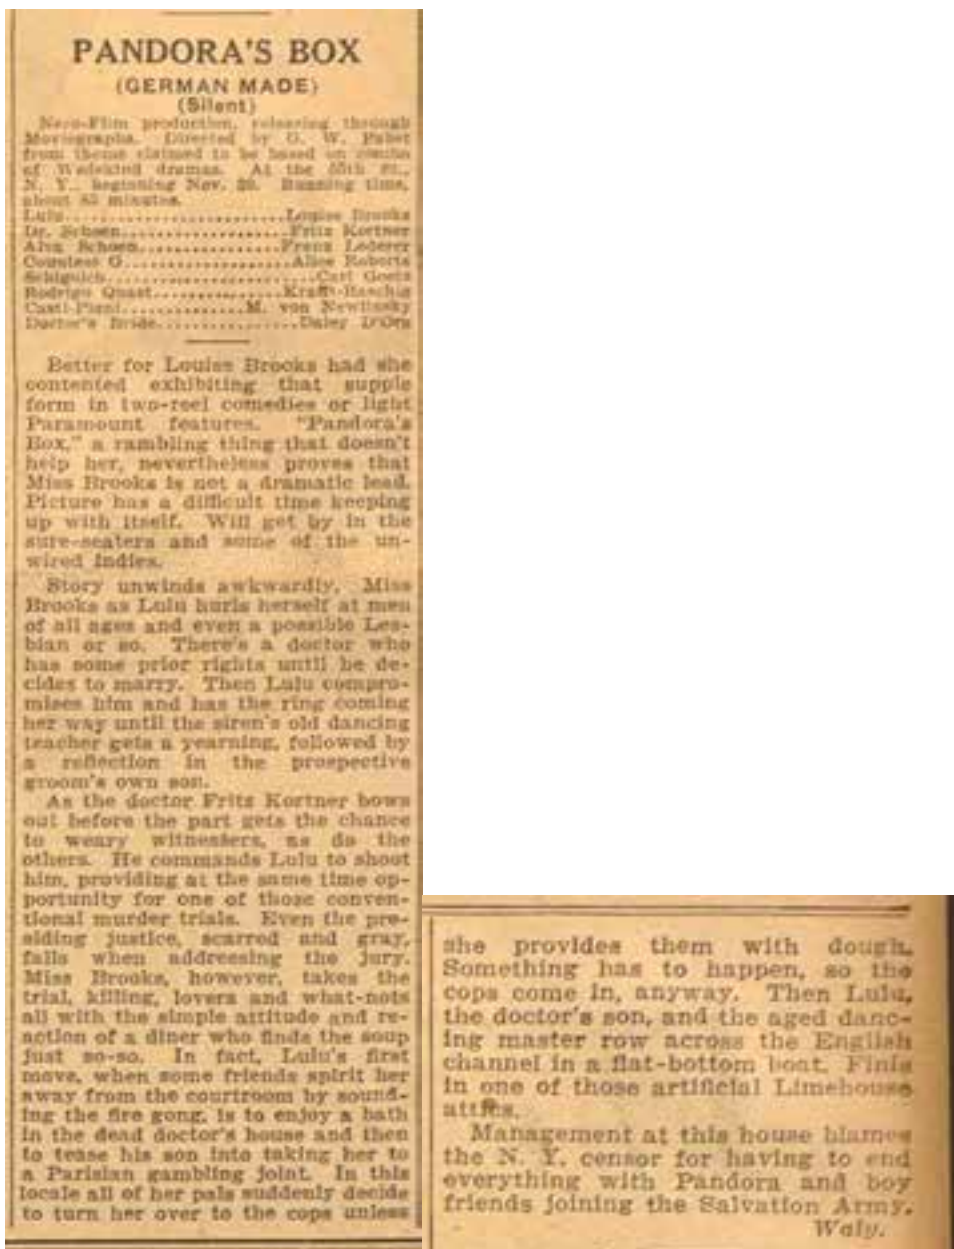 PANDORA'S BOX
(GERMAN MADE)
(Silent)
Nero-Film production, releasing through
Moviegraphs. Directed by G. W. Pabst
from theme claimed to be based on combo
of Wedekind dramas. At the 55th St.,
N. Y., beginning Nov. 29. Running time,
about 85 minutes.
Lulu..........................Louise Brooks
Dr. Schoen....................Fritz Kortner
Alva Schoen.................Franz Lederer
Countess G....................Alice Roberts
Schigolch.........................Carl Goetz
Rodrigo Quast...............Krafft-Raschig
Casti-Piani...............M. von Newlinsky
Doctor's Bride.................Daisy D'Ora
Better for Louise Brooks had she
contented exhibiting that supple
form in two-reel comedies or light
Paramount features. "Pandora's
Box," a rambling thing that doesn't
help her, nevertheless proves that
Miss Brooks is not a dramatic lead.
Picture has a difficult time keeping
up with itself. Will get by in the
sure-seaters and some of the un-
wired indies.
Story unwinds awkwardly. Miss
Brooks as Lulu hurls herself at men
of all ages and even a possible Les-
bian or so. There's a doctor who
has some prior rights until he de-
cides to marry. Then Lulu compro-
mises him and has the ring coming
her way until the siren's old dancing
teacher gets a yearning, followed by
a reflection in the prospective
groom's own son.
As the doctor Fritz Kortner bows
out before the part gets the chance
to weary witnessers, as do the
others. He commands Lulu to shoot
him, providing at the same time op-
portunity for one of those conven-
tional murder trials. Even the pre-
siding justice, scarred and gray,
falls when addressing the jury.
Miss Brooks, however, takes the
trial, killing, lovers and what-nots
all with the simple attitude and re-
action of a diner who finds the soup
just so-so. In fact, Lulu's first
move, when some friends spirit her
away from the courtroom by sound-
ing the fire gong, is to enjoy a bath
in the dead doctor's house and then
to tease his son into taking her to
a Parisian gambling joint. In this
locale all of her pals suddenly decide
to turn her over to the cops unless
she provides them with dough.
Something has to happen, so the
cops come in, anyway. Then Lulu,
the doctor's son, and the aged danc-
ing master row across the English
channel in a flat-bottom boat. Finis
in one of those artificial Limehouse
attics.
Management at this house blames
the N. Y. censor for having to end
everything with Pandora and boy
friends joining the Salvation Army.
Waly.